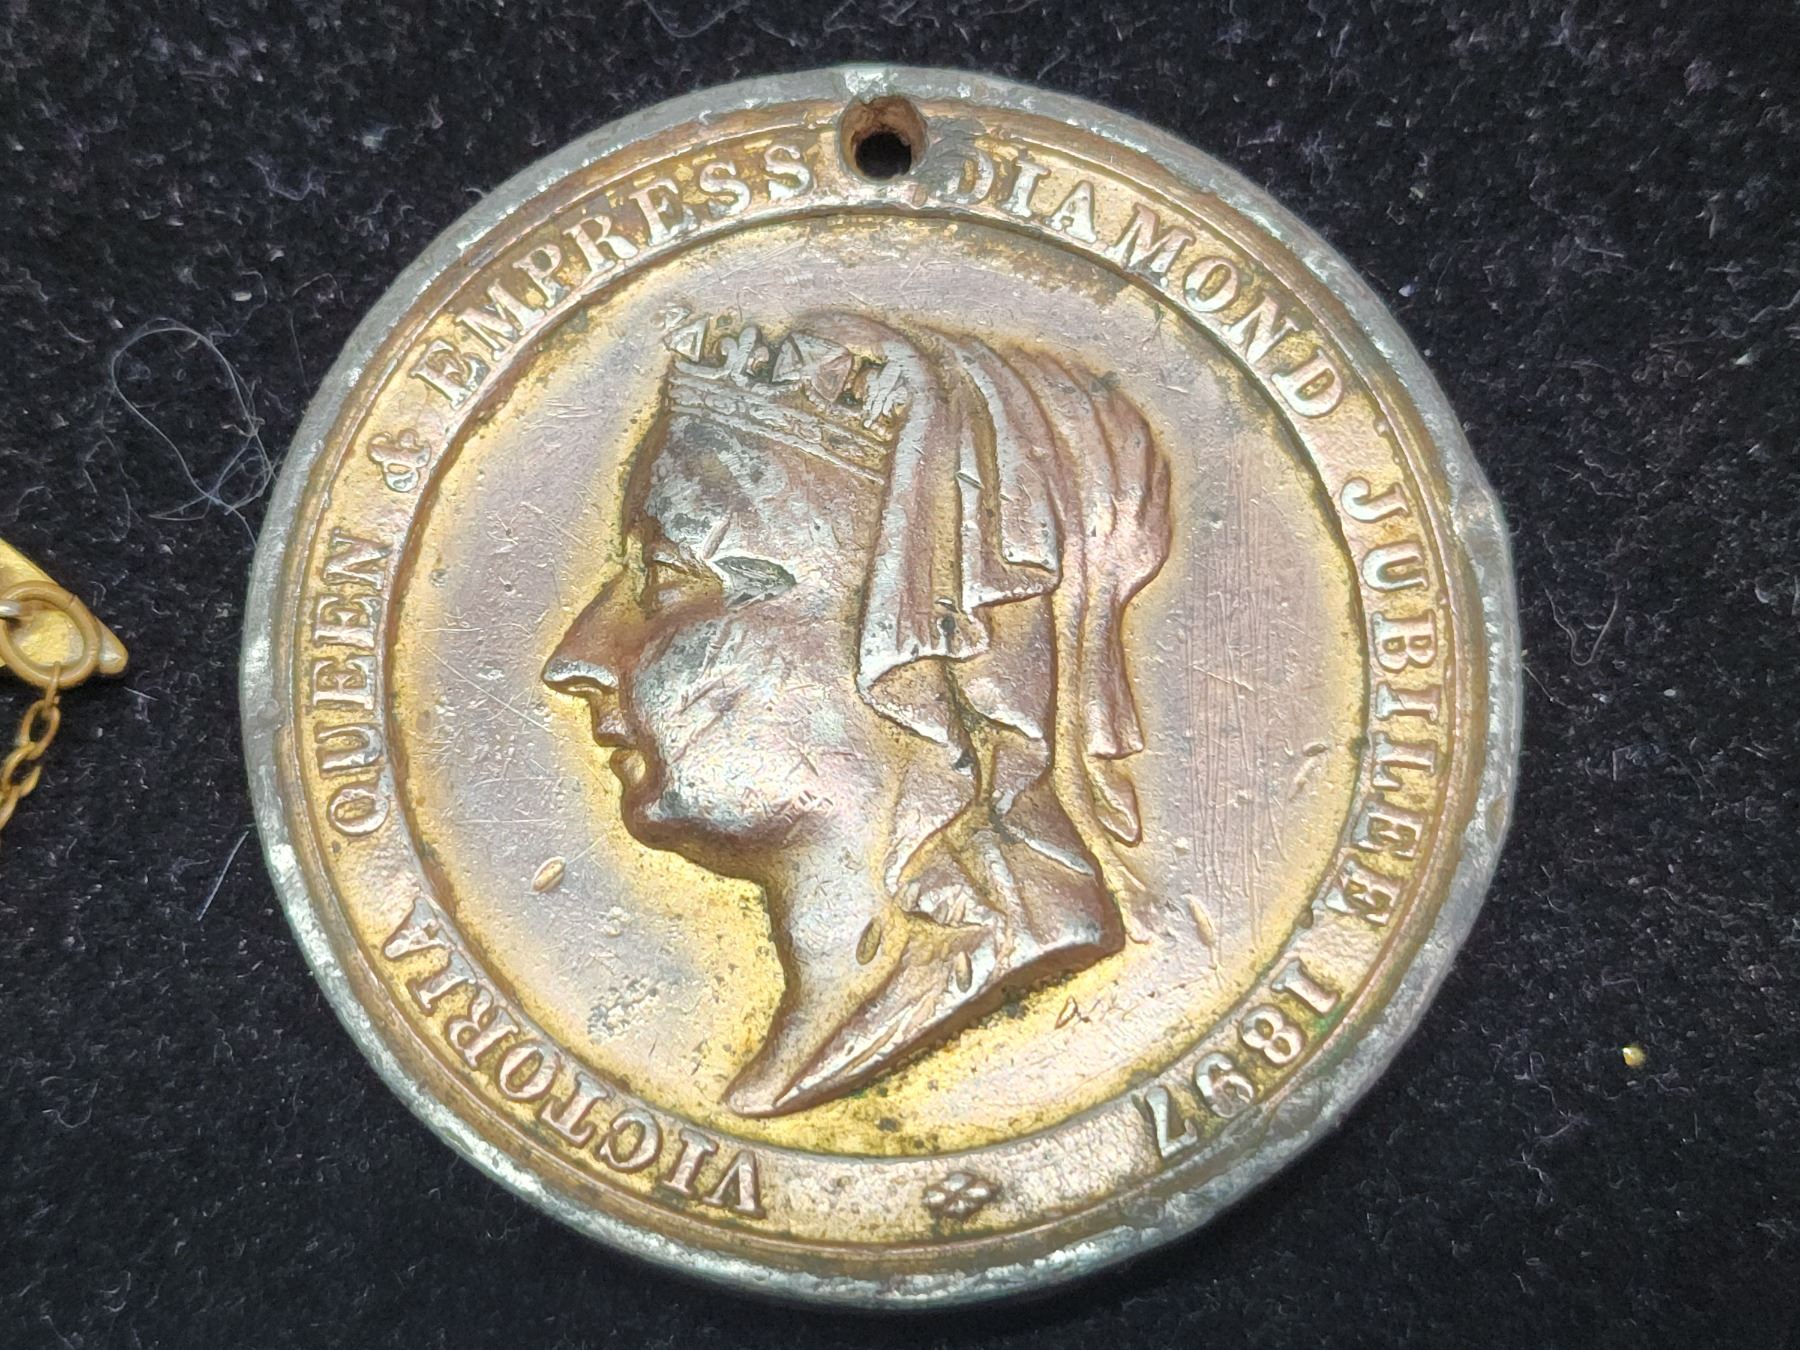 VICTORIA QUEEN & EMPRESS DIAMOND JUBILEE 1897